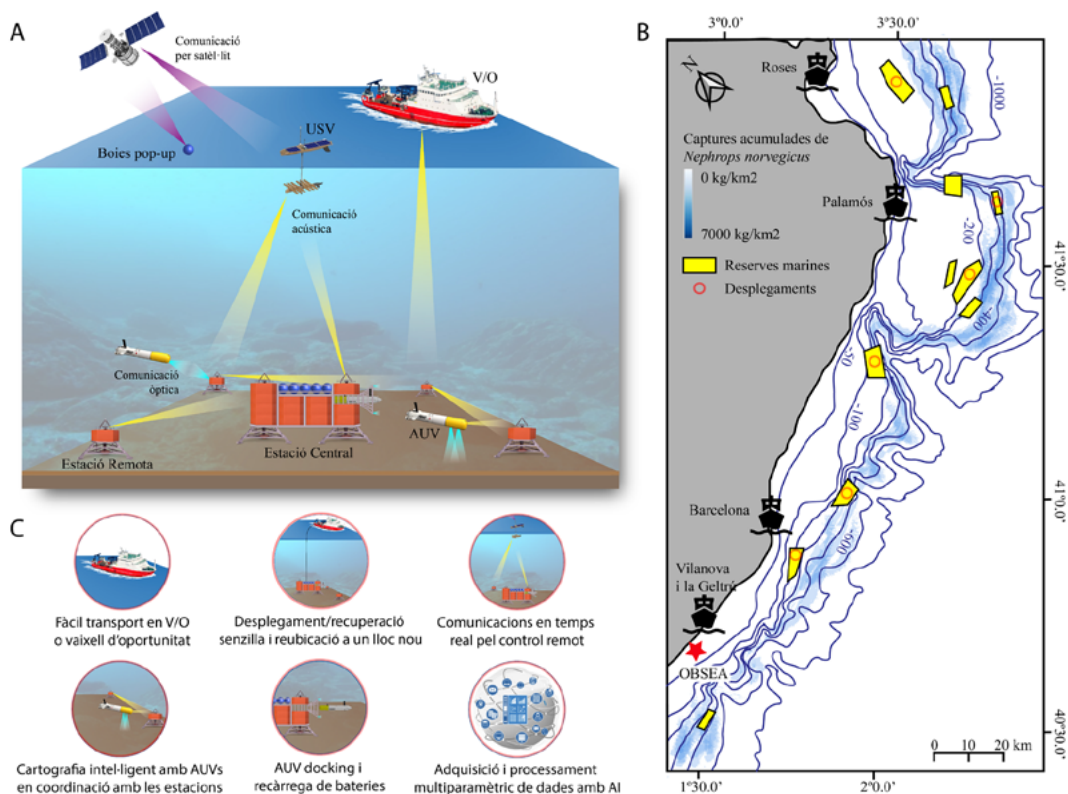 A
Comunicació
per satèl·lit
V/O
USV
Boies pop-up
Comunicació
acústica
Comunicació
òptica
AUV
Estació Remota
Estació Central
B
3°0.0'
3°30.0'
N
Roses
-1000
Captures acumulades de
Nephrops norvegicus
0 kg/km2
7000 kg/km2
Palamós
-200
Reserves marines
Desplegaments
41°30.0'
-400
-50
-100
Barcelona
41°0.0'
-600
Vilanova
i la Geltrú
OBSEA
0 10 20 km
40°30.0'
1°30.0'
2°0.0'
C
Fàcil transport en V/O
o vaixell d'oportunitat
Desplegament/recuperació
senzilla i reubicació a un lloc nou
Comunicacions en temps
real pel control remot
Cartografia intel·ligent amb AUVs
en coordinació amb les estacions
AUV docking i
recàrrega de bateries
Adquisició i processament
multiparamètric de dades amb AI